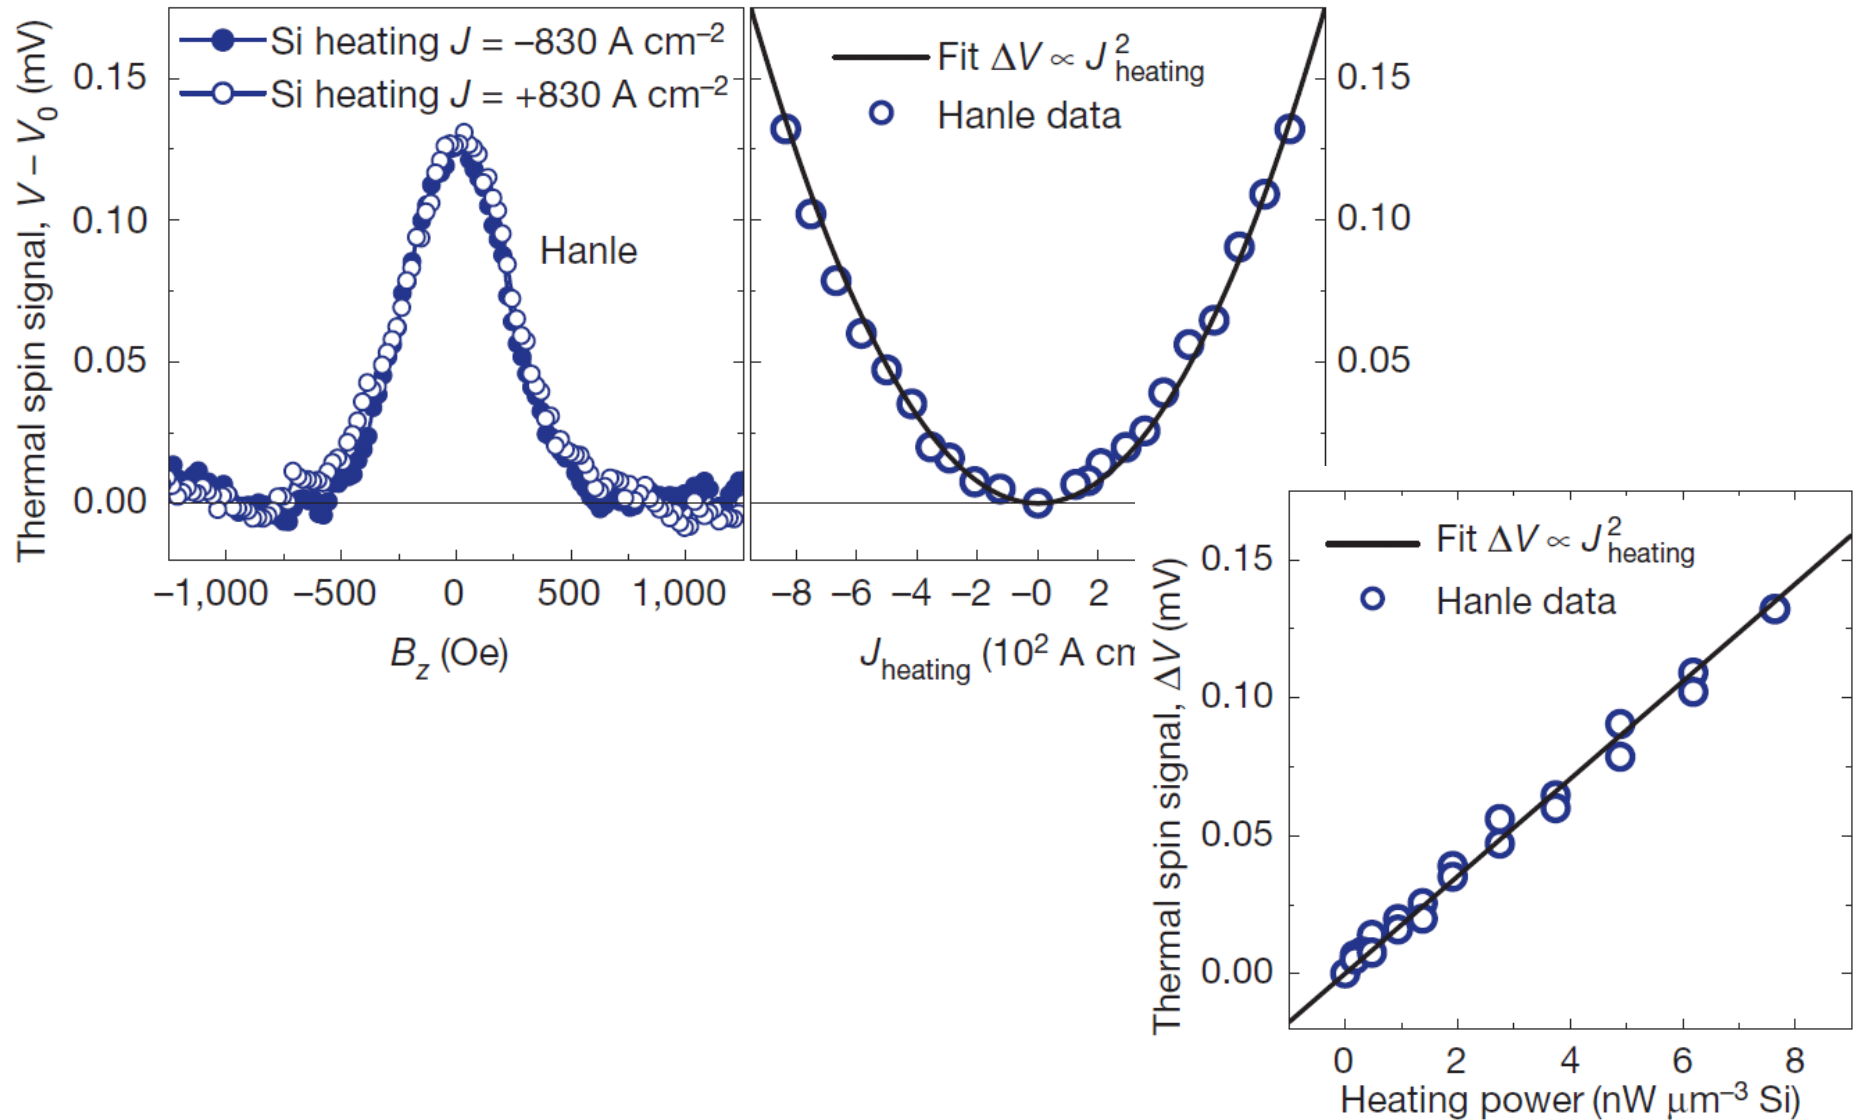 Thermal spin signal, V – V0 (mV)
0.15
0.10
0.05
0.00
Si heating J = –830 A cm–2
Si heating J = +830 A cm–2
Hanle
–1,000 –500 0 500 1,000
Bz (Oe)
Fit ΔV ∝ J2heating
Hanle data
0.15
0.10
0.05
–8 –6 –4 –2 –0 2
Jheating (102 A cm
Thermal spin signal, ΔV (mV)
0.15
0.10
0.05
0.00
Fit ΔV ∝ J2heating
Hanle data
0 2 4 6 8
Heating power (nW μm–3 Si)